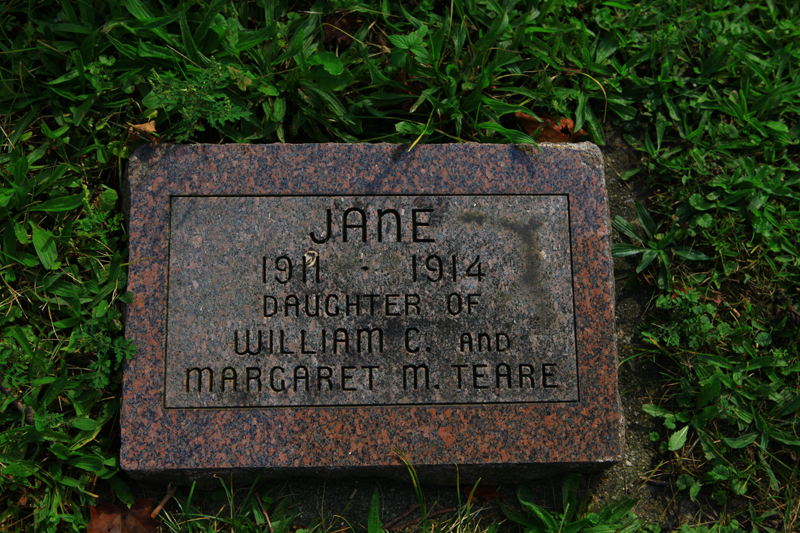 JANE
1911 - 1914
DAUGHTER OF
WILLIAM C. AND
MARGARET M. TEARE